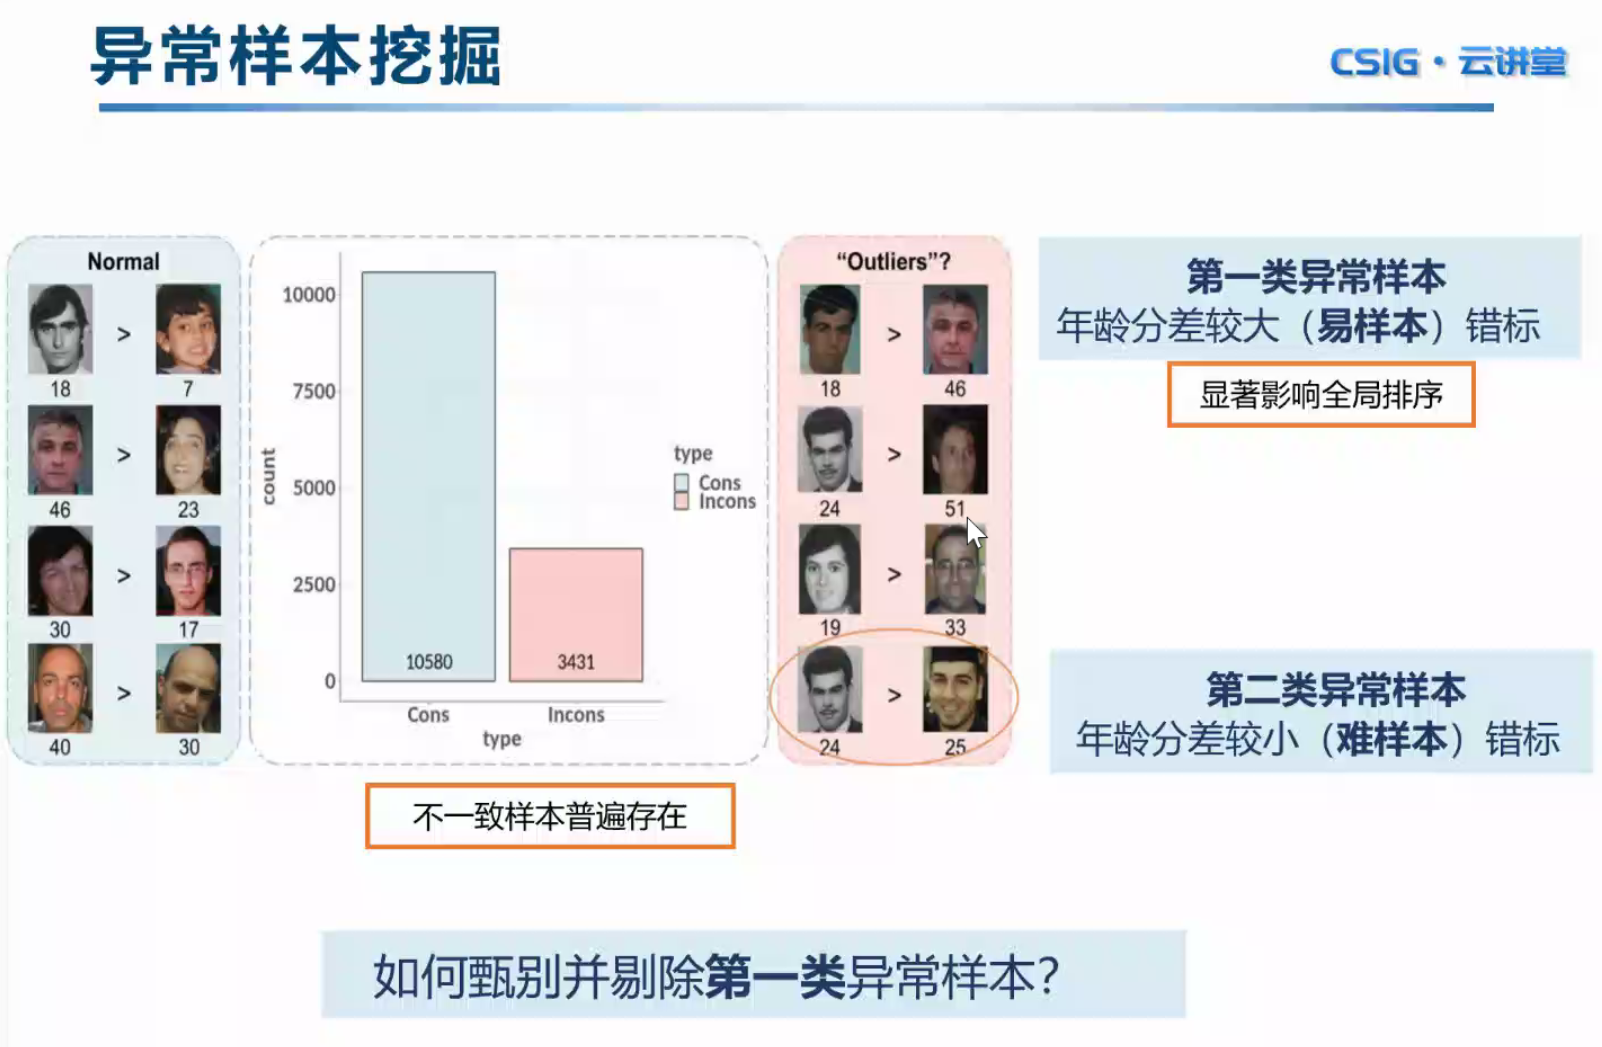 异常样本挖掘
CSIG·云讲堂
Normal
18 > 7
46 > 23
30 > 17
40 > 30
count
10000
7500
5000
2500
0
10580
3431
Cons
Incons
type
type
Cons
Incons
“Outliers”?
18 > 46
24 > 51
19 > 33
24 > 25
第一类异常样本
年龄分差较大（易样本）错标
显著影响全局排序
第二类异常样本
年龄分差较小（难样本）错标
不一致样本普遍存在
如何甄别并剔除第一类异常样本？